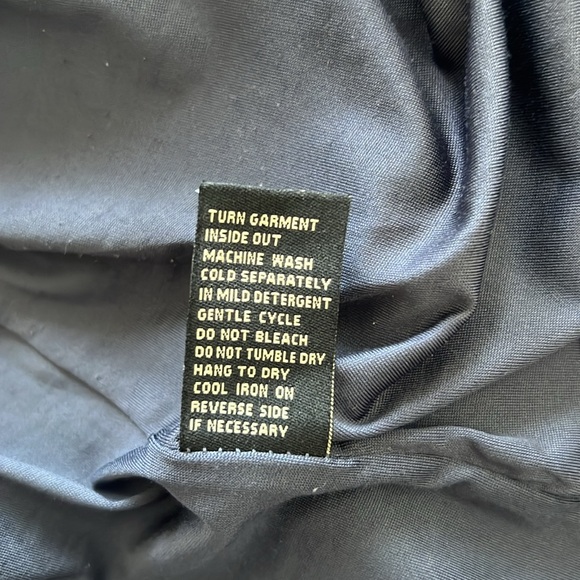 TURN GARMENT
INSIDE OUT
MACHINE WASH
COLD SEPARATELY
IN MILD DETERGENT
GENTLE CYCLE
DO NOT BLEACH
DO NOT TUMBLE DRY
HANG TO DRY
COOL IRON ON
REVERSE SIDE
IF NECESSARY